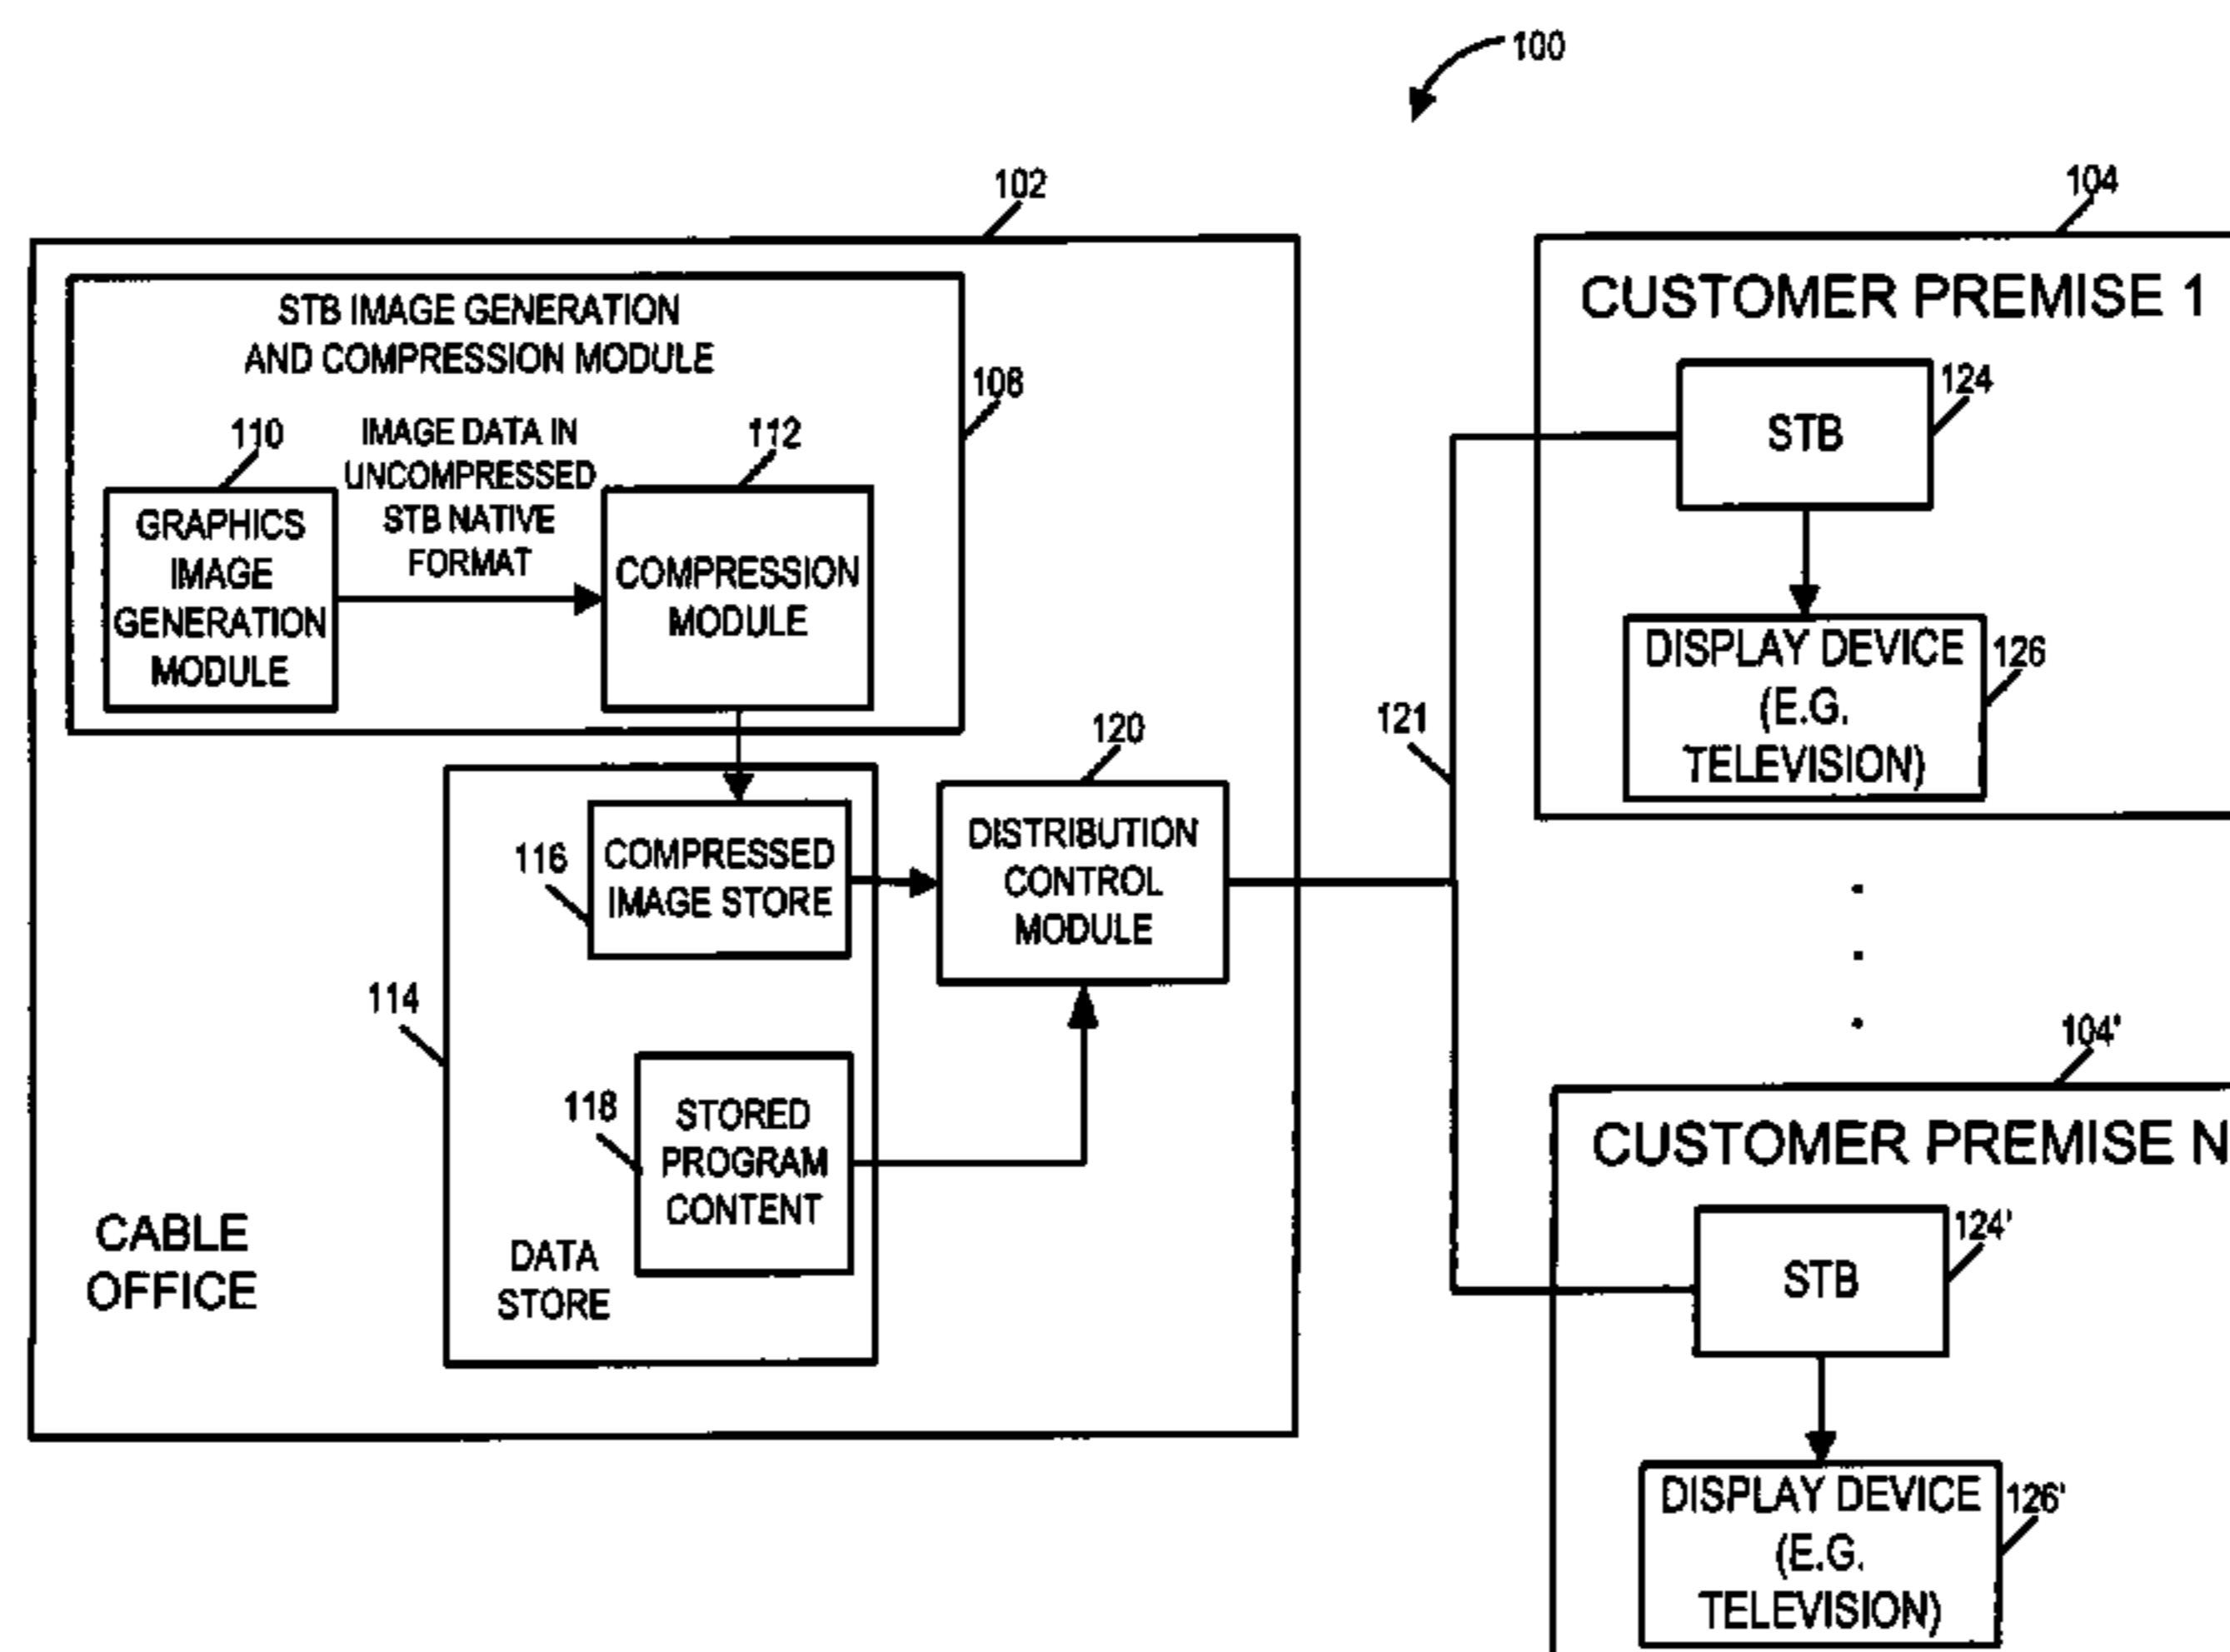 100
102
STB IMAGE GENERATION
AND COMPRESSION MODULE
108
110
IMAGE DATA IN
UNCOMPRESSED
STB NATIVE
FORMAT
112
GRAPHICS
IMAGE
GENERATION
MODULE
COMPRESSION
MODULE
114
116
COMPRESSED
IMAGE STORE
118
STORED
PROGRAM
CONTENT
DATA
STORE
120
DISTRIBUTION
CONTROL
MODULE
CABLE
OFFICE
121
104
CUSTOMER PREMISE 1
124
STB
DISPLAY DEVICE
(E.G.
TELEVISION)
126
104'
CUSTOMER PREMISE N
124'
STB
DISPLAY DEVICE
(E.G.
TELEVISION)
126'